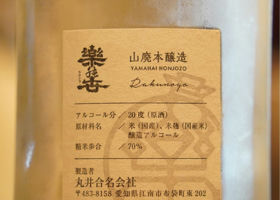 樂の世
山廃本醸造
YAMAHAI HONJOZO
Rakunoyo
アルコール分／20度（原酒）
原材料名／米（国産）、米麹（国産米）
醸造アルコール
精米歩合／70%
製造者
丸井合名会社
〒483-8158 愛知県江南市布袋町東202